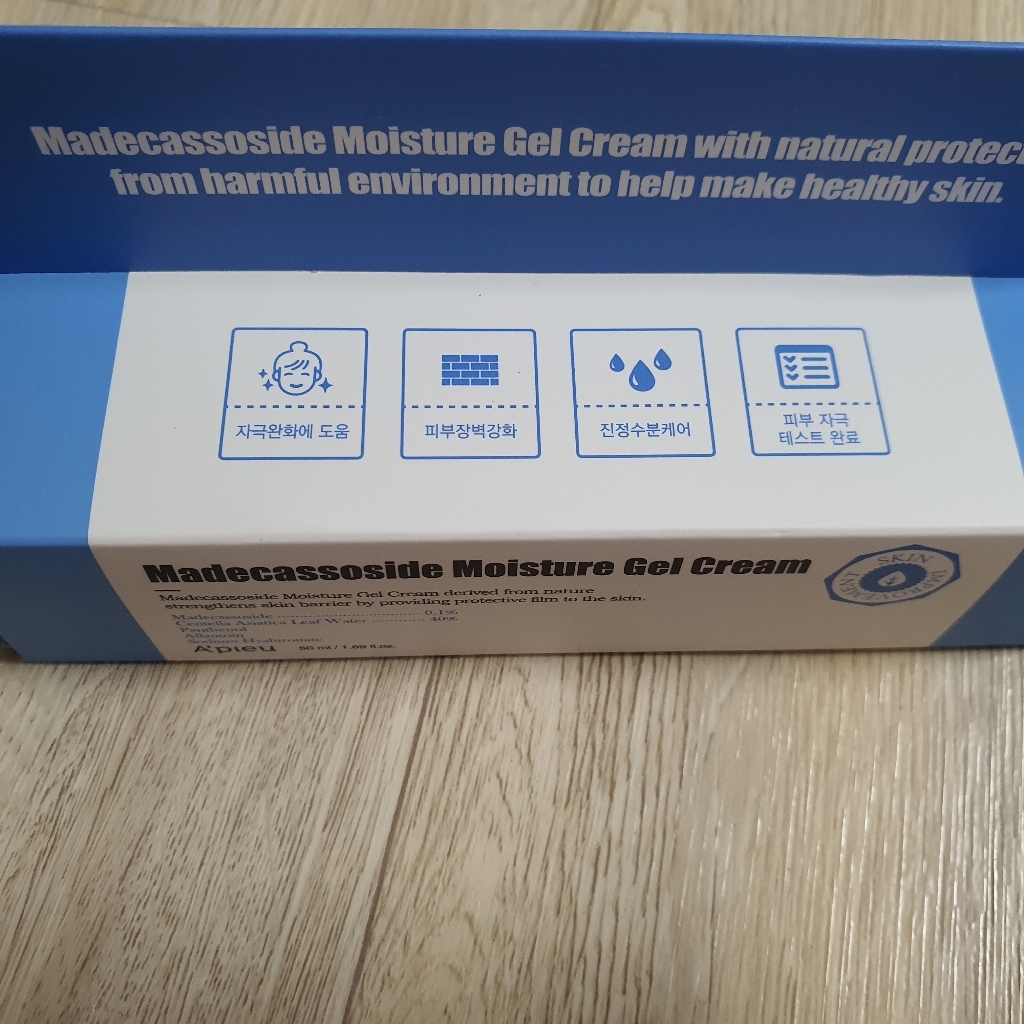 Madecassoside Moisture Gel Cream with natural protec
from harmful environment to help make healthy skin.
자극완화에 도움
피부장벽강화
진정수분케어
피부 자극
테스트 완료
Madecassoside Moisture Gel Cream
SKIN IMPROVEMENT
Madecassoside Moisture Gel Cream derived from nature
strengthens skin barrier by providing protective film to the skin.
Madecassoside 0.1%
Centella Asiatica Leaf Water 40%
Panthenol
Allantoin
Sodium Hyaluronate
A'pieu 50 ml / 1.69 fl.oz.